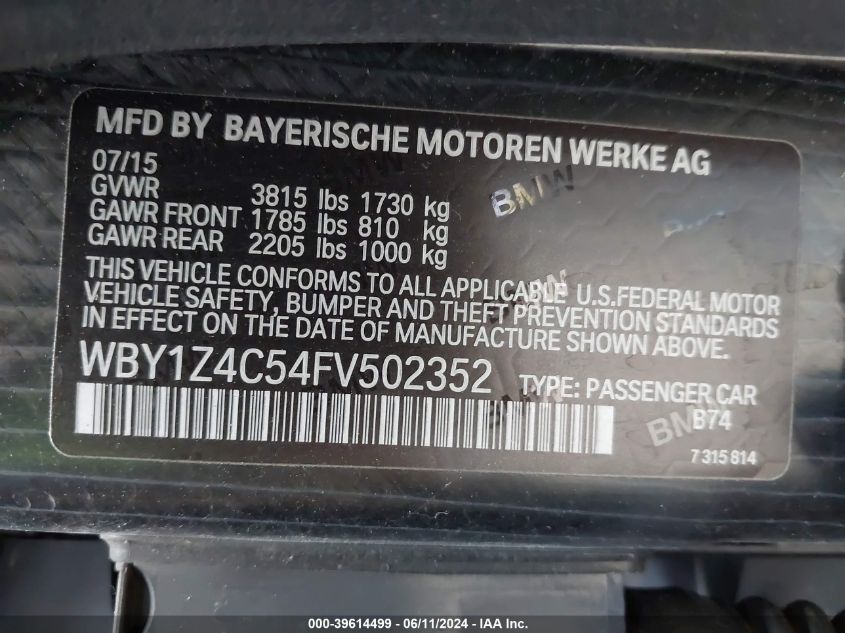 MFD BY BAYERISCHE MOTOREN WERKE AG
07/15
GVWR 3815 lbs 1730 kg
GAWR FRONT 1785 lbs 810 kg
GAWR REAR 2205 lbs 1000 kg
BMW
THIS VEHICLE CONFORMS TO ALL APPLICABLE U.S.FEDERAL MOTOR
VEHICLE SAFETY, BUMPER AND THEFT PREVENTION STANDARDS
IN EFFECT ON THE DATE OF MANUFACTURE SHOWN ABOVE.
BMW
WBY1Z4C54FV502352 TYPE: PASSENGER CAR
B74
BMW
7 315 814
000-39614499 - 06/11/2024 - IAA Inc.